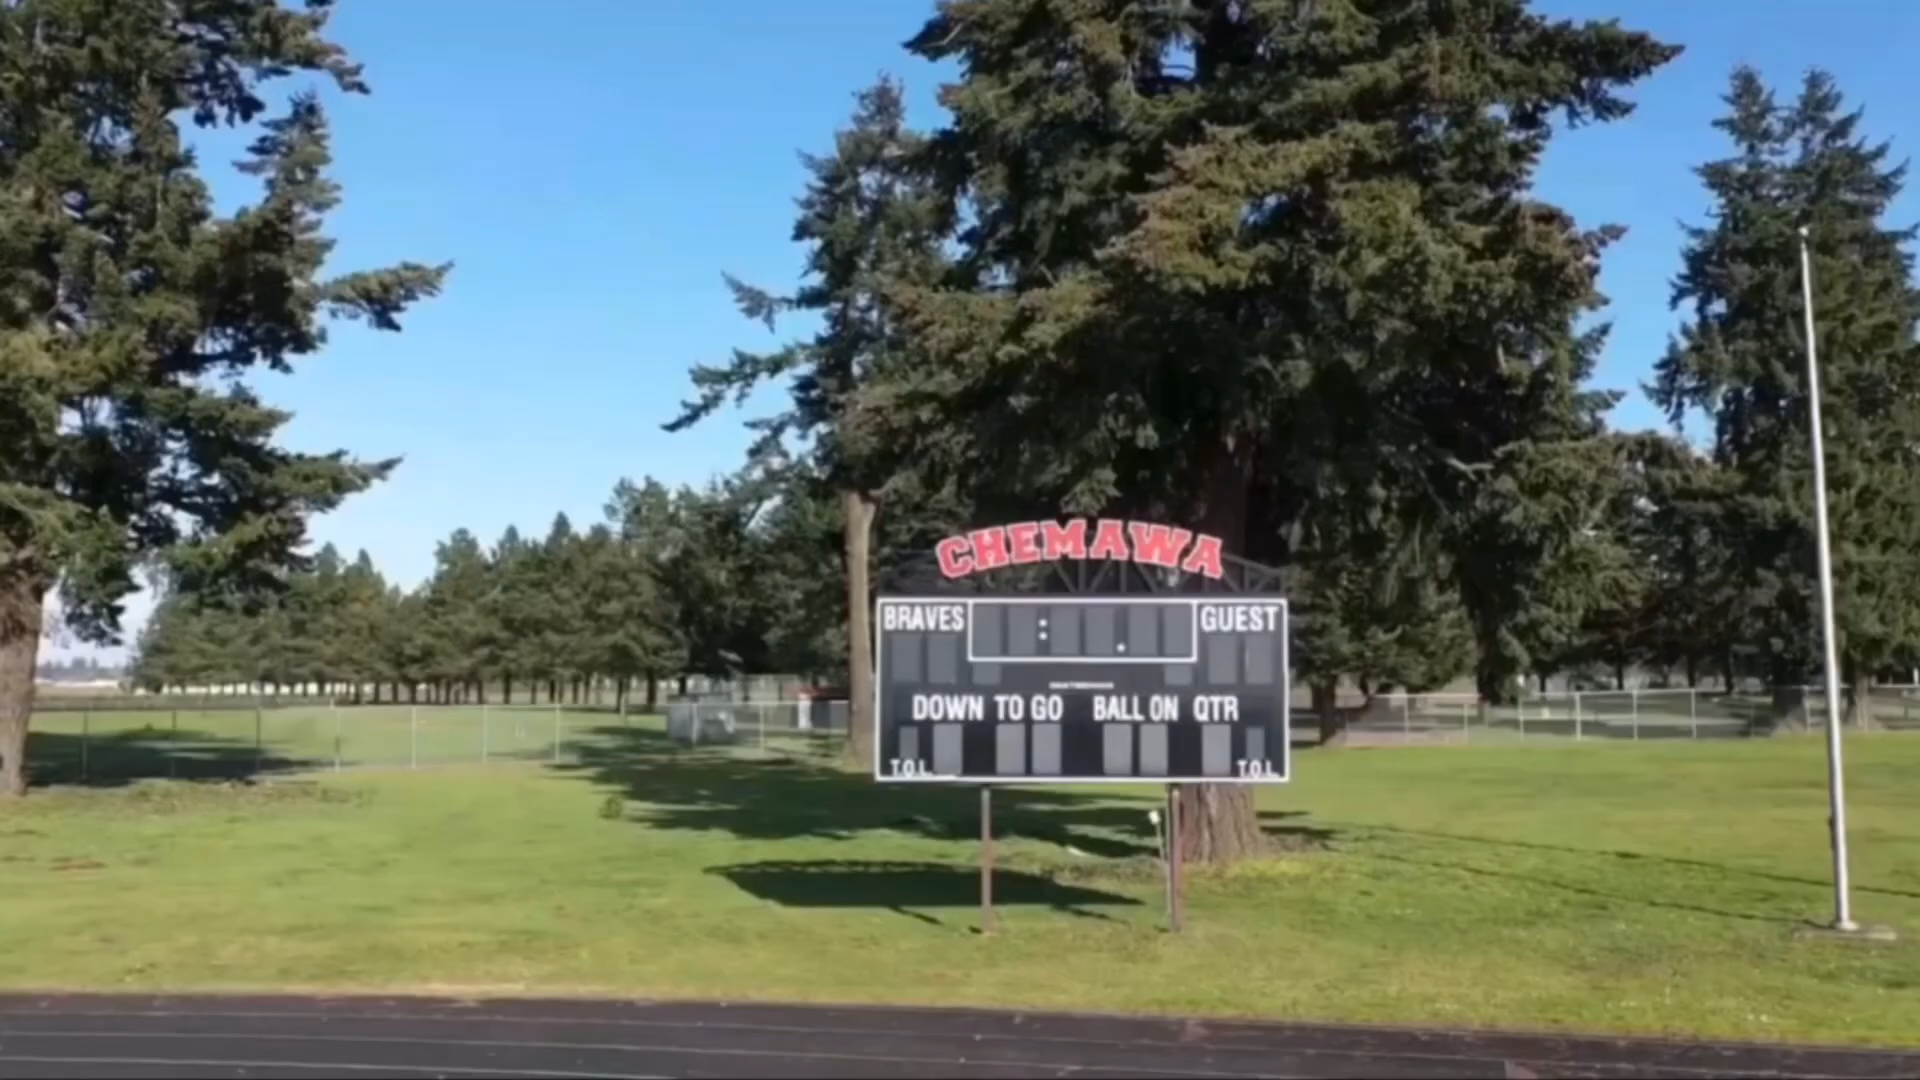 CHEMAWA
BRAVES
GUEST
DOWN TO GO BALL ON QTR
T.O.L. T.O.L.